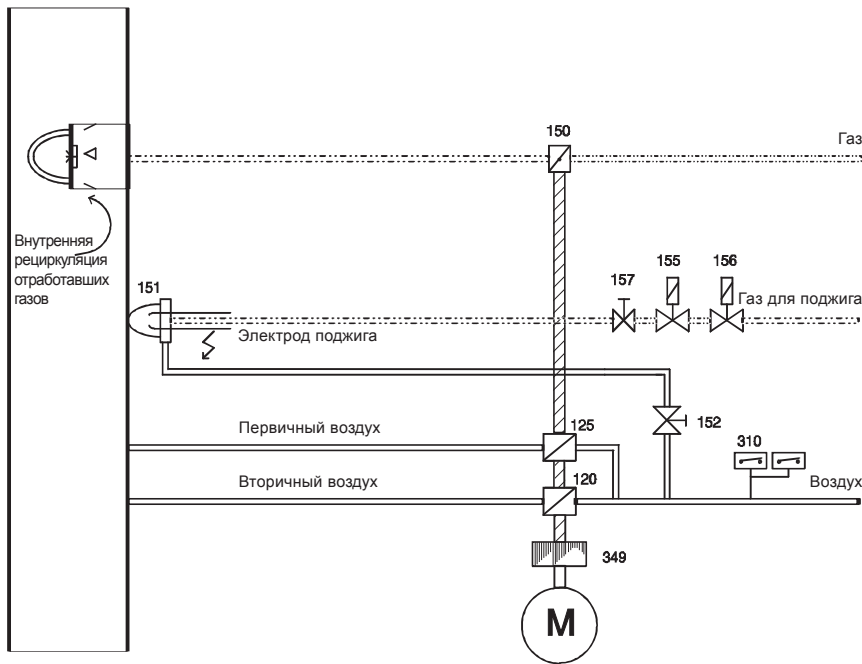 150
Газ
Внутренняя
рециркуляция
отработавших
газов
151
157
155
156
Газ для поджига
Электрод поджига
Первичный воздух
125
152
310
Вторичный воздух
120
Воздух
349
M